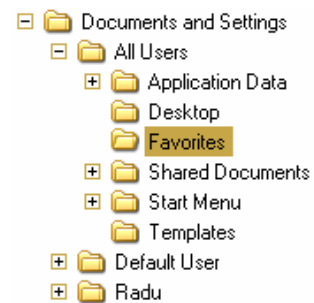 Documents and Settings
All Users
Application Data
Desktop
Favorites
Shared Documents
Start Menu
Templates
Default User
Radu